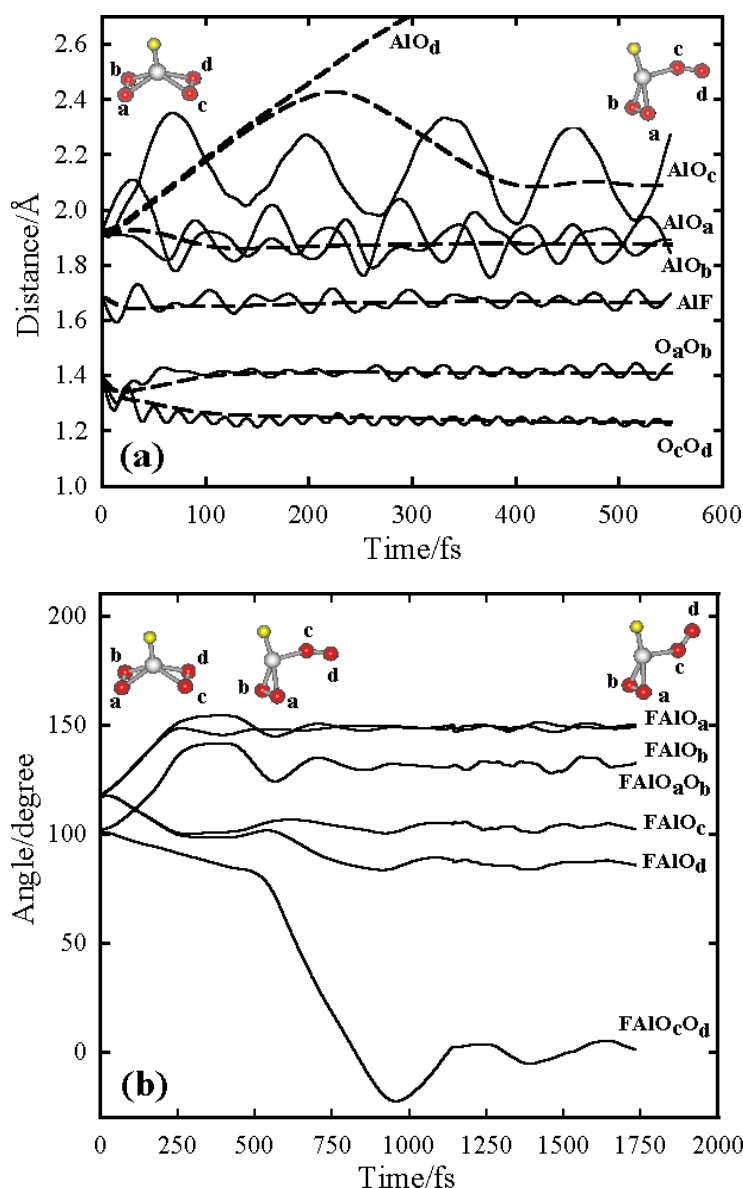 2.6
2.4
2.2
2.0
1.8
1.6
1.4
1.2
1.0
Distance/Å
b
d
a
c
AlOd
c
d
b
a
AlOc
AlOa
AlOb
AlF
OaOb
OcOd
(a)
0
100
200
300
400
500
600
Time/fs
200
150
100
50
0
Angle/degree
b
d
a
c
c
d
b
a
d
c
b
a
FAlOa
FAlOb
FAlOaOb
FAlOc
FAlOd
FAlOcOd
(b)
0
250
500
750
1000
1250
1500
1750
2000
Time/fs